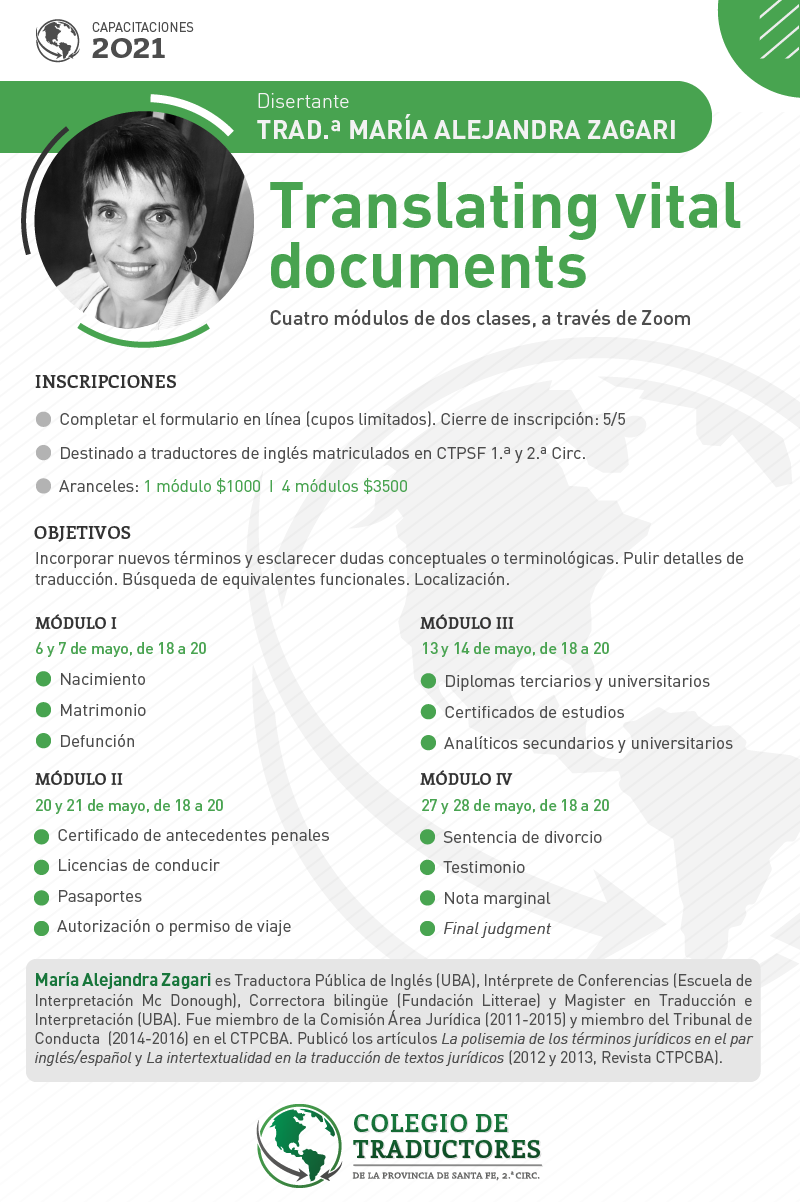 CAPACITACIONES
2021
Disertante
TRAD.ª MARÍA ALEJANDRA ZAGARI
Translating vital
documents
Cuatro módulos de dos clases, a través de Zoom
INSCRIPCIONES
Completar el formulario en línea (cupos limitados). Cierre de inscripción: 5/5
Destinado a traductores de inglés matriculados en CTPSF 1.ª y 2.ª Circ.
Aranceles: 1 módulo $1000 I 4 módulos $3500
OBJETIVOS
Incorporar nuevos términos y esclarecer dudas conceptuales o terminológicas. Pulir detalles de
traducción. Búsqueda de equivalentes funcionales. Localización.
MÓDULO I
6 y 7 de mayo, de 18 a 20
Nacimiento
Matrimonio
Defunción
MÓDULO II
20 y 21 de mayo, de 18 a 20
Certificado de antecedentes penales
Licencias de conducir
Pasaportes
Autorización o permiso de viaje
MÓDULO III
13 y 14 de mayo, de 18 a 20
Diplomas terciarios y universitarios
Certificados de estudios
Analíticos secundarios y universitarios
MÓDULO IV
27 y 28 de mayo, de 18 a 20
Sentencia de divorcio
Testimonio
Nota marginal
Final judgment
María Alejandra Zagari es Traductora Pública de Inglés (UBA), Intérprete de Conferencias (Escuela de
Interpretación Mc Donough), Correctora bilingüe (Fundación Litterae) y Magister en Traducción e
Interpretación (UBA). Fue miembro de la Comisión Área Jurídica (2011-2015) y miembro del Tribunal de
Conducta (2014-2016) en el CTPCBA. Publicó los artículos La polisemia de los términos jurídicos en el par
inglés/español y La intertextualidad en la traducción de textos jurídicos (2012 y 2013, Revista CTPCBA).
COLEGIO DE
TRADUCTORES
DE LA PROVINCIA DE SANTA FE, 2.ª CIRC.